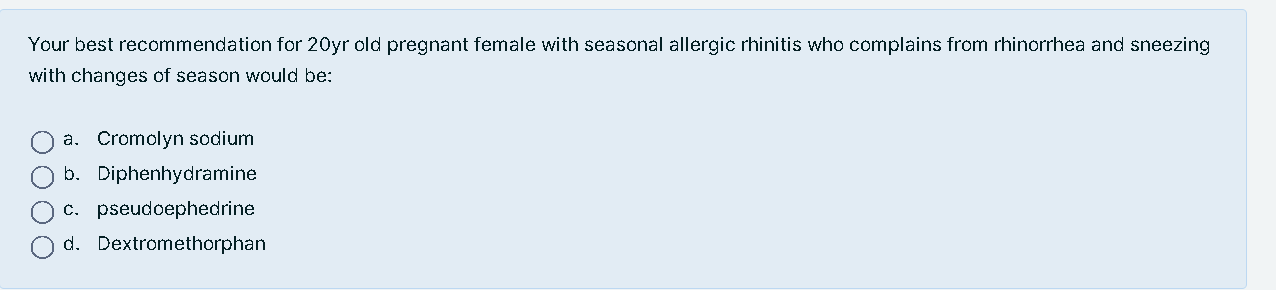 Your best recommendation for 20yr old pregnant female with seasonal allergic rhinitis who complains from rhinorrhea and sneezing
with changes of season would be:
a. Cromolyn sodium
b. Diphenhydramine
c. pseudoephedrine
d. Dextromethorphan